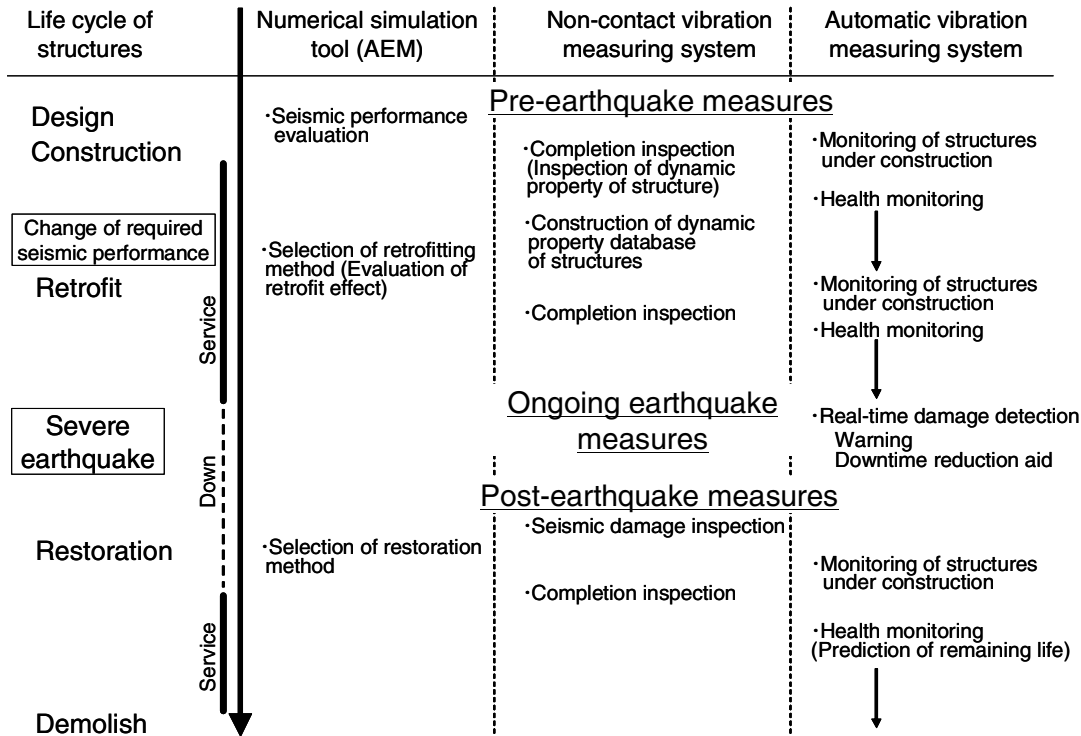 Life cycle of
structures
Numerical simulation
tool (AEM)
Non-contact vibration
measuring system
Automatic vibration
measuring system
Pre-earthquake measures
Design
Construction
·Seismic performance
evaluation
·Completion inspection
(Inspection of dynamic
property of structure)
·Monitoring of structures
under construction
·Health monitoring
Change of required
seismic performance
Retrofit
·Selection of retrofitting
method (Evaluation of
retrofit effect)
·Construction of dynamic
property database
of structures
·Completion inspection
·Monitoring of structures
under construction
·Health monitoring
Service
Ongoing earthquake
measures
Severe
earthquake
·Real-time damage detection
Warning
Downtime reduction aid
Down
Post-earthquake measures
Restoration
·Selection of restoration
method
·Seismic damage inspection
·Completion inspection
·Monitoring of structures
under construction
·Health monitoring
(Prediction of remaining life)
Service
Demolish